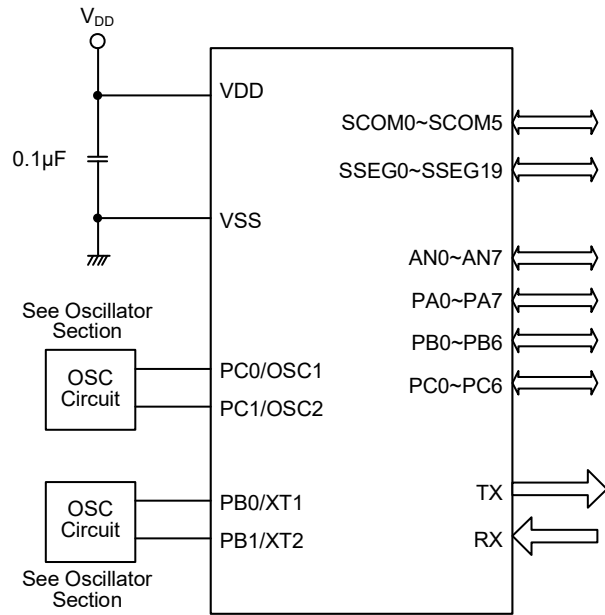 VDD
VDD
SCOM0~SCOM5
0.1µF
SSEG0~SSEG19
VSS
AN0~AN7
PA0~PA7
See Oscillator
Section
PB0~PB6
OSC
Circuit
PC0/OSC1
PC0~PC6
PC1/OSC2
OSC
Circuit
PB0/XT1
TX
PB1/XT2
RX
See Oscillator
Section